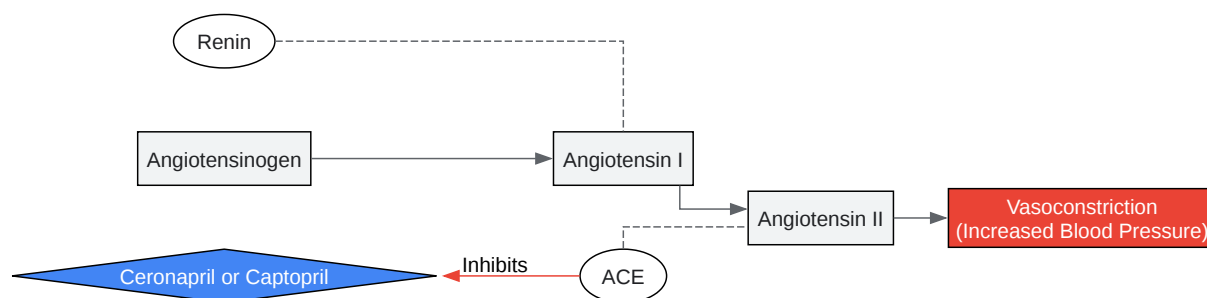 Renin
Angiotensinogen
Angiotensin I
Angiotensin II
Vasoconstriction
(Increased Blood Pressure)
Ceronapril or Captopril
Inhibits
ACE